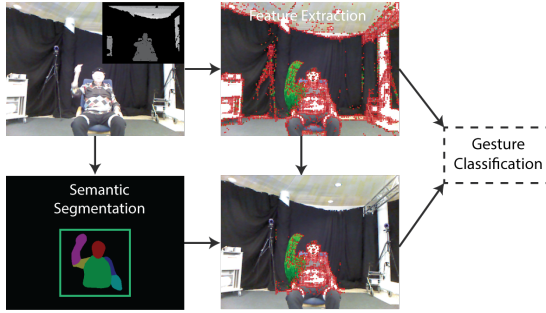 Feature Extraction
Semantic
Segmentation
Gesture
Classification